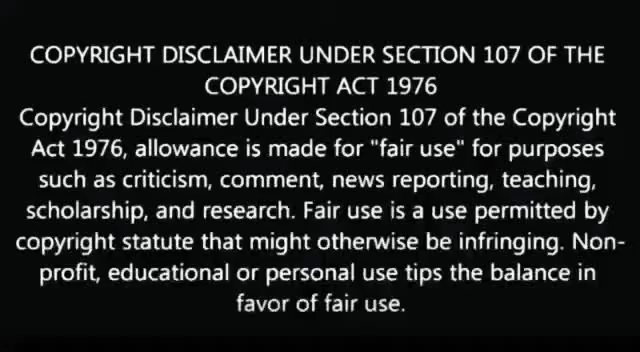 COPYRIGHT DISCLAIMER UNDER SECTION 107 OF THE
COPYRIGHT ACT 1976
Copyright Disclaimer Under Section 107 of the Copyright
Act 1976, allowance is made for "fair use" for purposes
such as criticism, comment, news reporting, teaching,
scholarship, and research. Fair use is a use permitted by
copyright statute that might otherwise be infringing. Non-
profit, educational or personal use tips the balance in
favor of fair use.